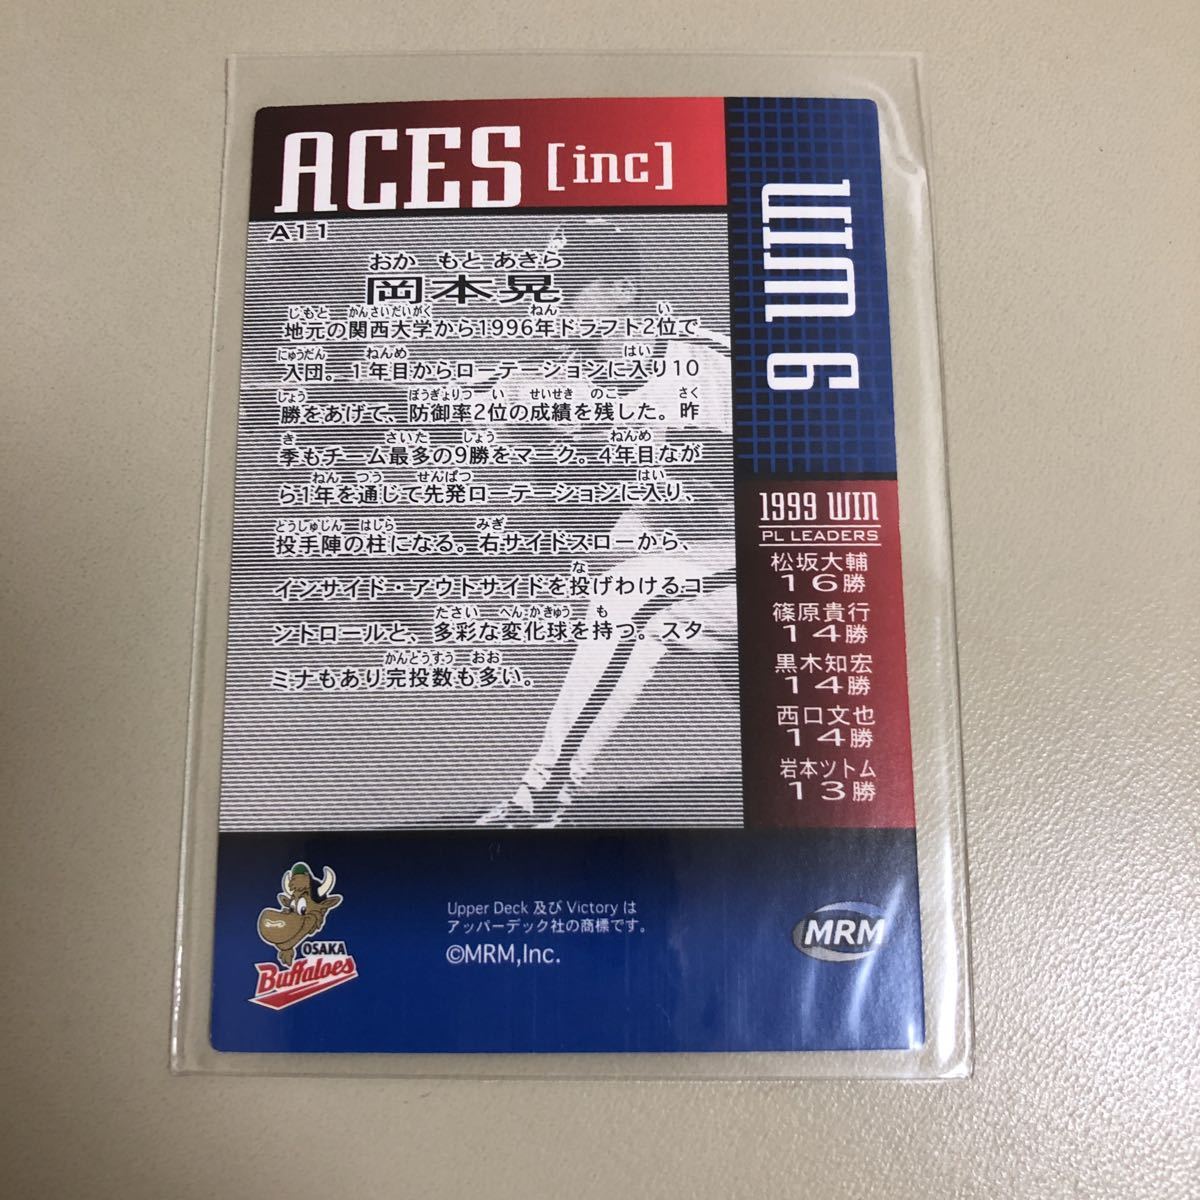 ACES [inc]
A11
おか もと あきら
岡本晃
じもと かんさいだいがく ねん い
地元の関西大学から1996年ドラフト2位で
にゅうだん ねんめ はい
入団。1年目からローテーションに入り10
しょう ぼうぎょりつ い せいせき のこ さく
勝をあげて、防御率2位の成績を残した。昨
き さいた しょう ねんめ
季もチーム最多の9勝をマーク。4年目なが
ねん つう せんぱつ はい
ら1年を通じて先発ローテーションに入り、
とうしゅじん はしら みぎ
投手陣の柱になる。右サイドスローから、
な
インサイド・アウトサイドを投げわけるコ
たさい へんかきゅう も
ントロールと、多彩な変化球を持つ。スタ
かんとうすう おお
ミナもあり完投数も多い。
WIN 9
1999 WIN
PL LEADERS
松坂大輔
16勝
篠原貴行
14勝
黒木知宏
14勝
西口文也
14勝
岩本ツトム
13勝
OSAKA
Buffaloes
Upper Deck 及び Victory は
アッパーデック社の商標です。
©MRM,Inc.
MRM